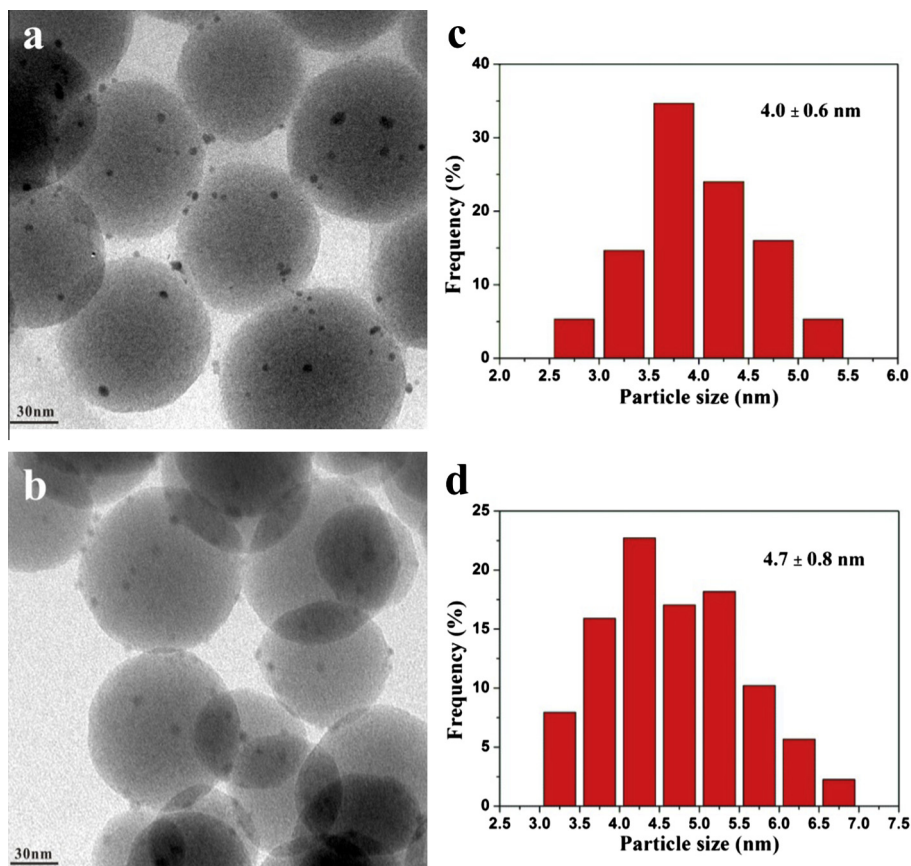 a
30nm
c
40
30
20
10
0
Frequency (%)
4.0 ± 0.6 nm
2.0 2.5 3.0 3.5 4.0 4.5 5.0 5.5 6.0
Particle size (nm)
b
30nm
d
25
20
15
10
5
0
Frequency (%)
4.7 ± 0.8 nm
2.5 3.0 3.5 4.0 4.5 5.0 5.5 6.0 6.5 7.0 7.5
Particle size (nm)